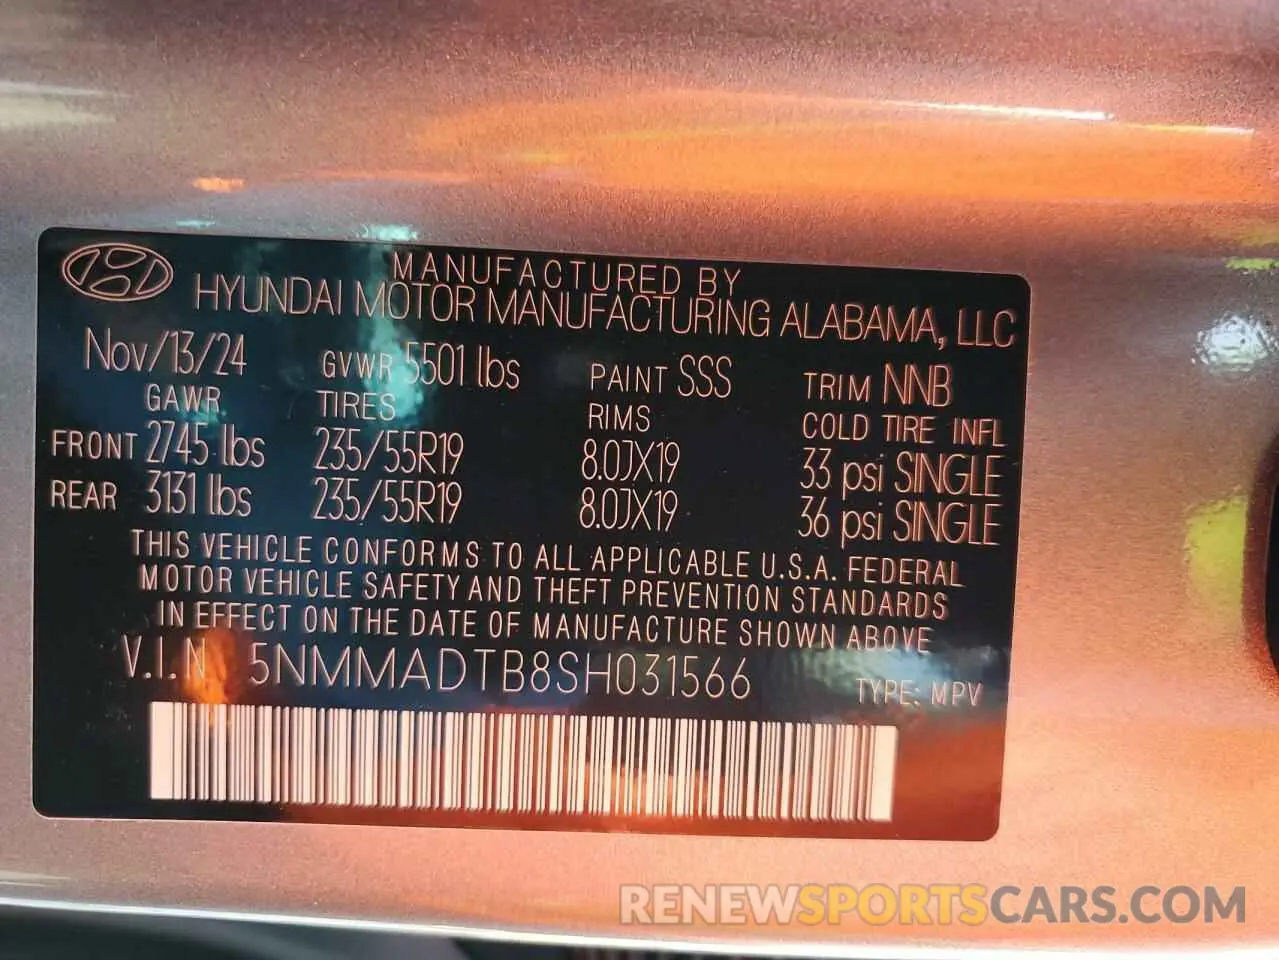 MANUFACTURED BY
HYUNDAI MOTOR MANUFACTURING ALABAMA, LLC
Nov/13/24 GVWR 5501 lbs PAINT SSS TRIM NNB
GAWR TIRES RIMS COLD TIRE INFL
FRONT 2745 lbs 235/55R19 8.0JX19 33 psi SINGLE
REAR 3131 lbs 235/55R19 8.0JX19 36 psi SINGLE
THIS VEHICLE CONFORMS TO ALL APPLICABLE U.S.A. FEDERAL
MOTOR VEHICLE SAFETY AND THEFT PREVENTION STANDARDS
IN EFFECT ON THE DATE OF MANUFACTURE SHOWN ABOVE
V.I.N 5NMMADTB8SH031566 TYPE: MPV
RENEWSPORTSCARS.COM